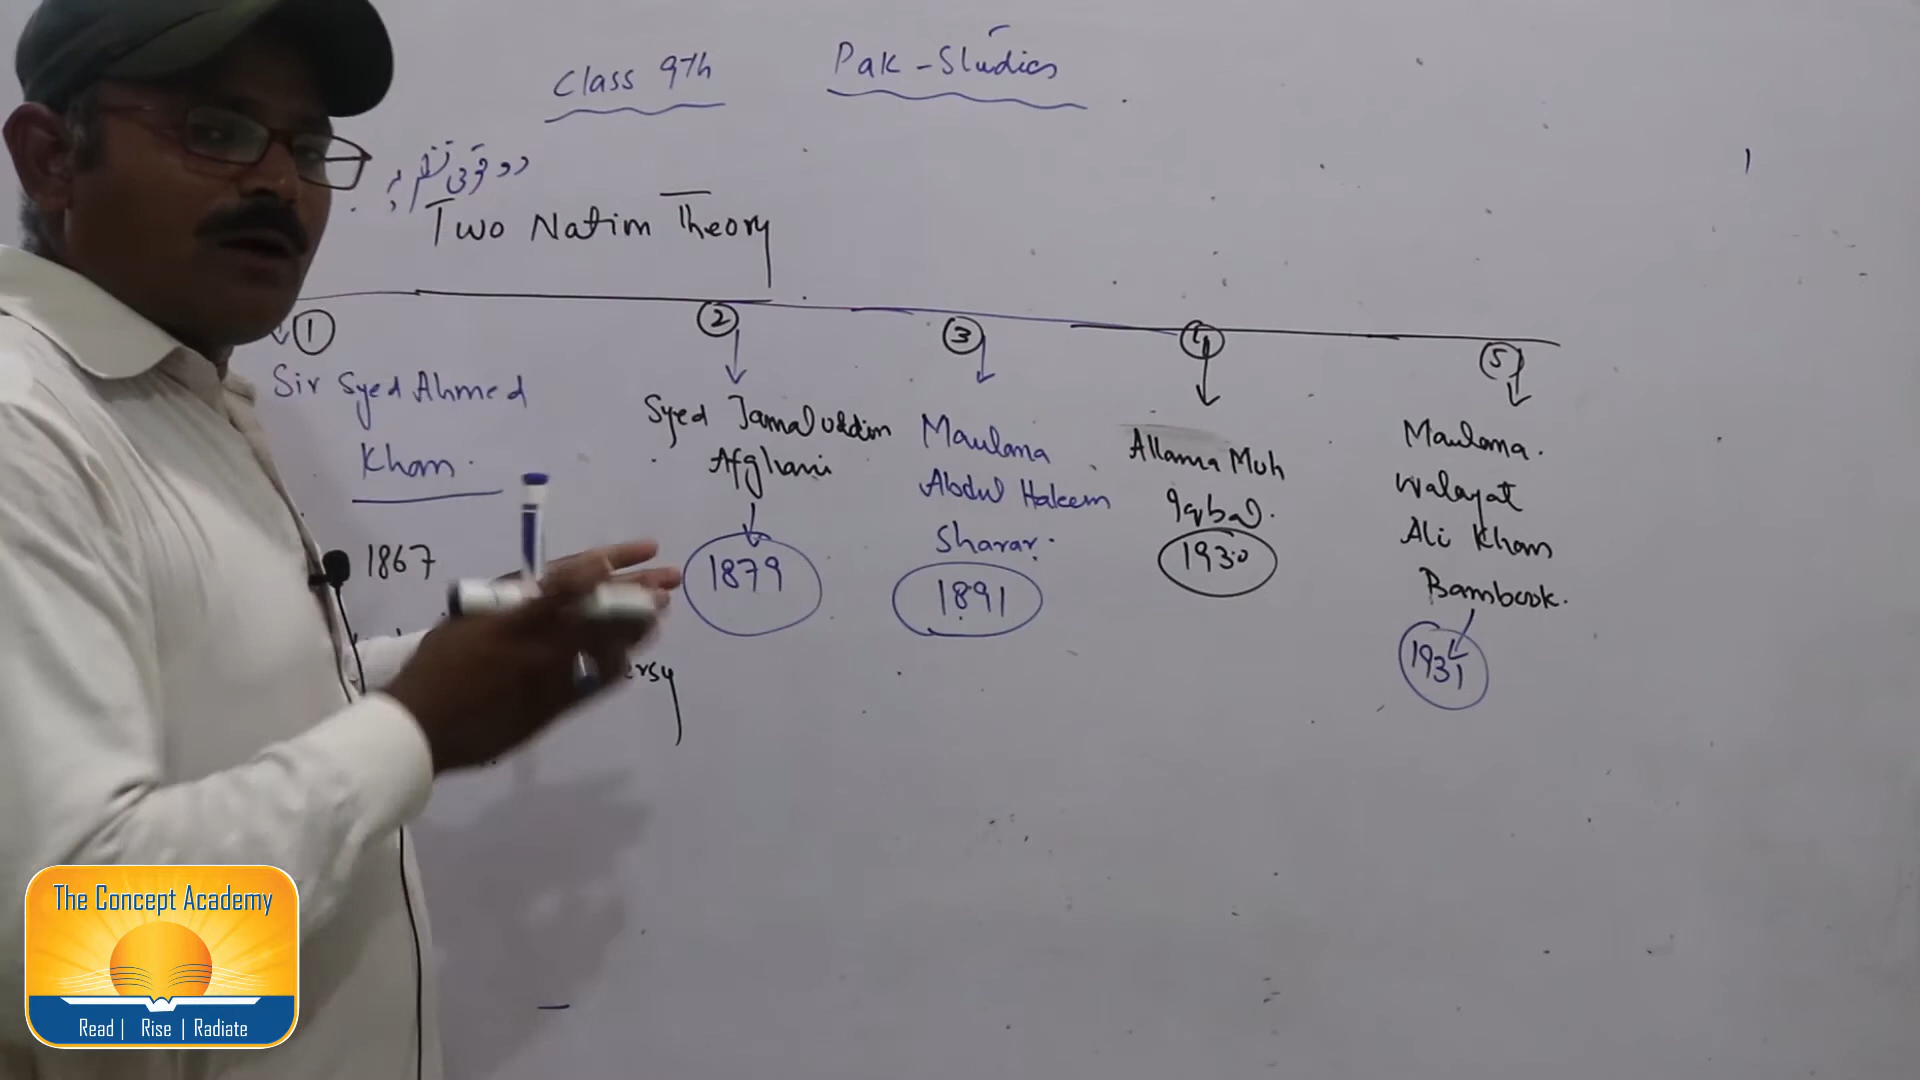 Class 9th
Pak-Studies
دو قومی نظریہ
Two Nation Theory
1
2
3
4
5
Sir Syed Ahmed
Khan.
1867
Syed Jamaluddin
Afghani
1879
Maulana
Abdul Haleem
Sharar.
1891
Allama Muh
Iqbal.
1930
Maulana.
Walayat
Ali Khan
Bambook.
1931
ersy
The Concept Academy
Read | Rise | Radiate